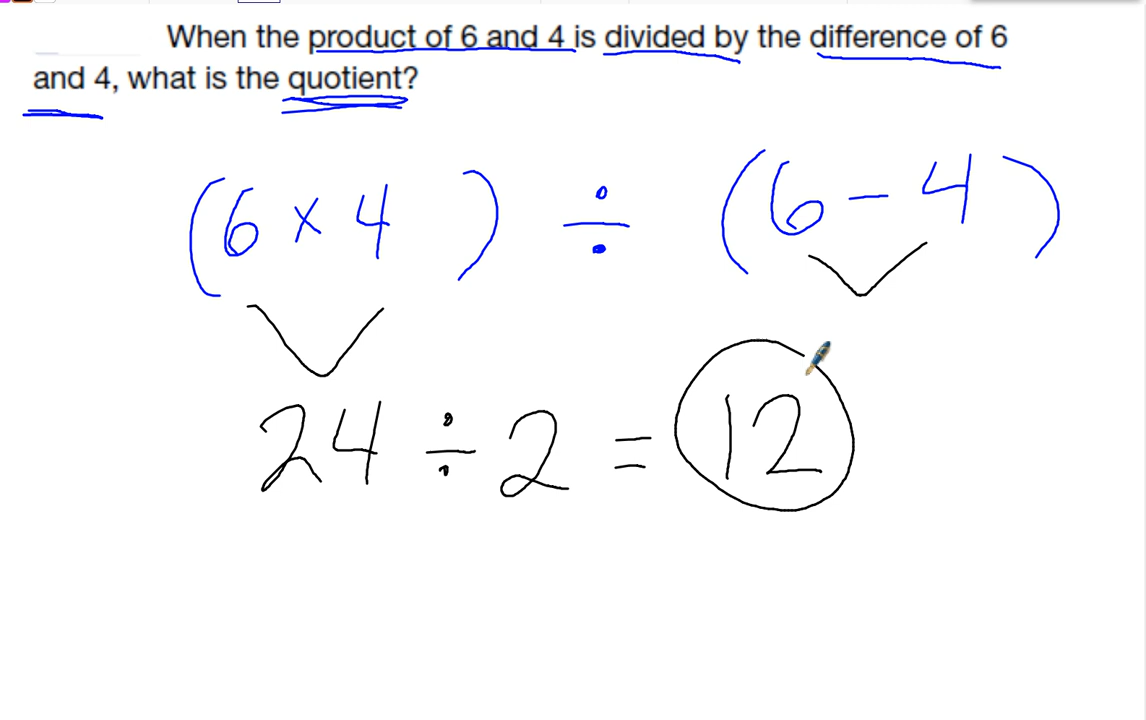 When the product of 6 and 4 is divided by the difference of 6
and 4, what is the quotient?
(6 × 4) ÷ (6 - 4)
24 ÷ 2 = 12